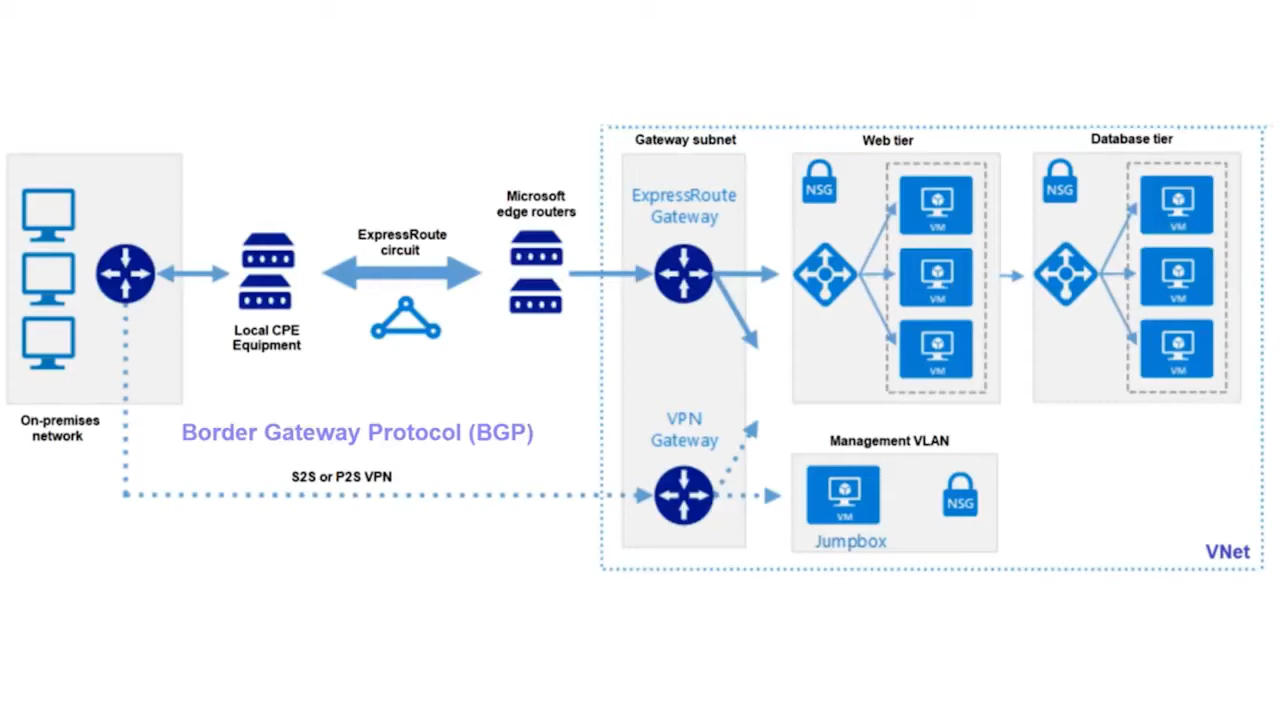 Gateway subnet
Web tier
Database tier
Microsoft
edge routers
ExpressRoute
Gateway
NSG
VM
VM
VM
NSG
VM
VM
VM
ExpressRoute
circuit
Local CPE
Equipment
On-premises
network
Border Gateway Protocol (BGP)
VPN
Gateway
S2S or P2S VPN
Management VLAN
VM
NSG
Jumpbox
VNet